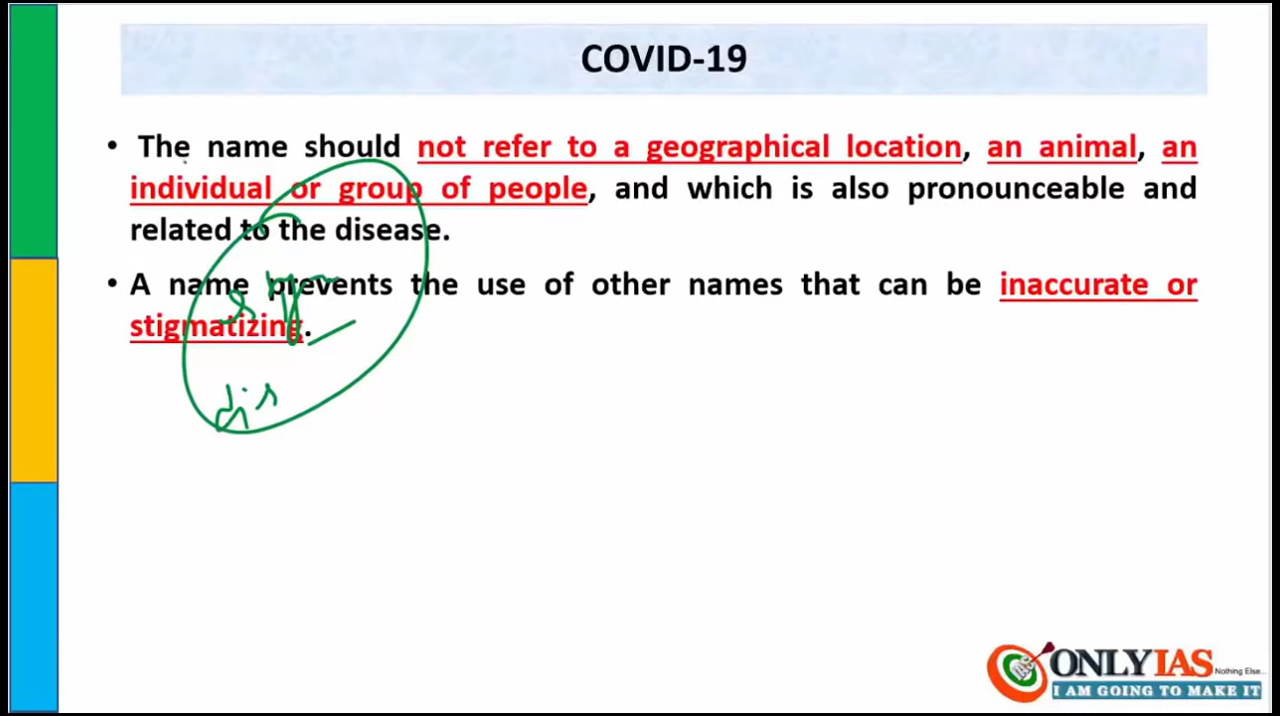 COVID-19
• The name should not refer to a geographical location, an animal, an
individual or group of people, and which is also pronounceable and
related to the disease.
• A name prevents the use of other names that can be inaccurate or
stigmatizing.
dis
ONLYIAS
Nothing Else...
I AM GOING TO MAKE IT